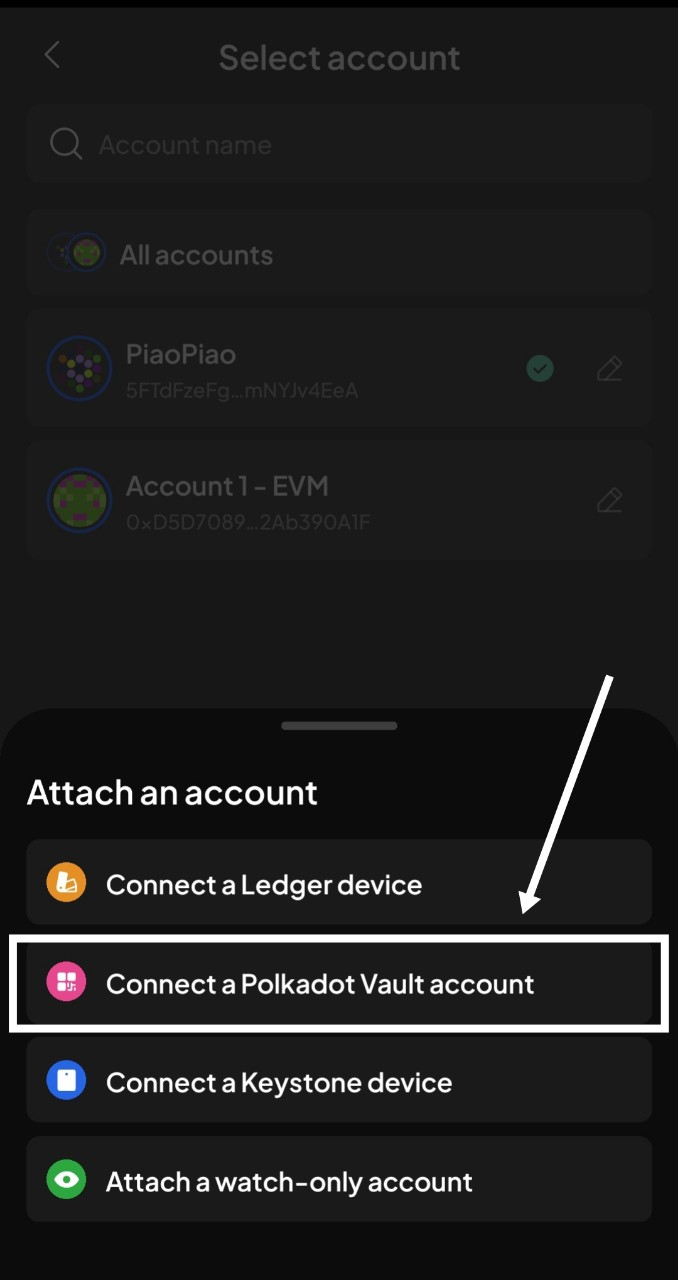 Select account
Account name
All accounts
PiaoPiao
5FTdFzeFg...mNYJv4EeA
Account 1 - EVM
0xD5D7089...2Ab390A1F
Attach an account
Connect a Ledger device
Connect a Polkadot Vault account
Connect a Keystone device
Attach a watch-only account